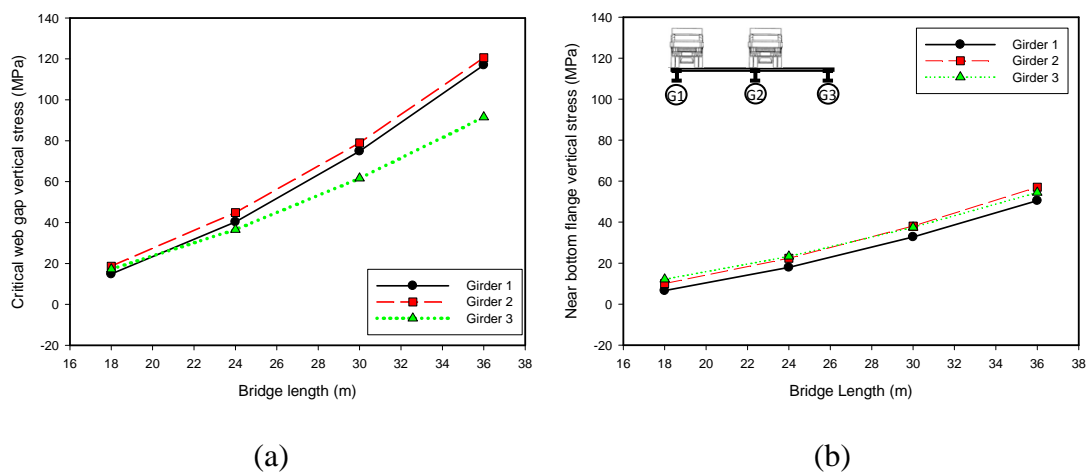 Critical web gap vertical stress (MPa)
140
120
100
80
60
40
20
0
-20
16 18 20 22 24 26 28 30 32 34 36 38
Bridge length (m)
Girder 1
Girder 2
Girder 3
(a)
Near bottom flange vertical stress (MPa)
140
120
100
80
60
40
20
0
-20
16 18 20 22 24 26 28 30 32 34 36 38
Bridge Length (m)
G1 G2 G3
Girder 1
Girder 2
Girder 3
(b)